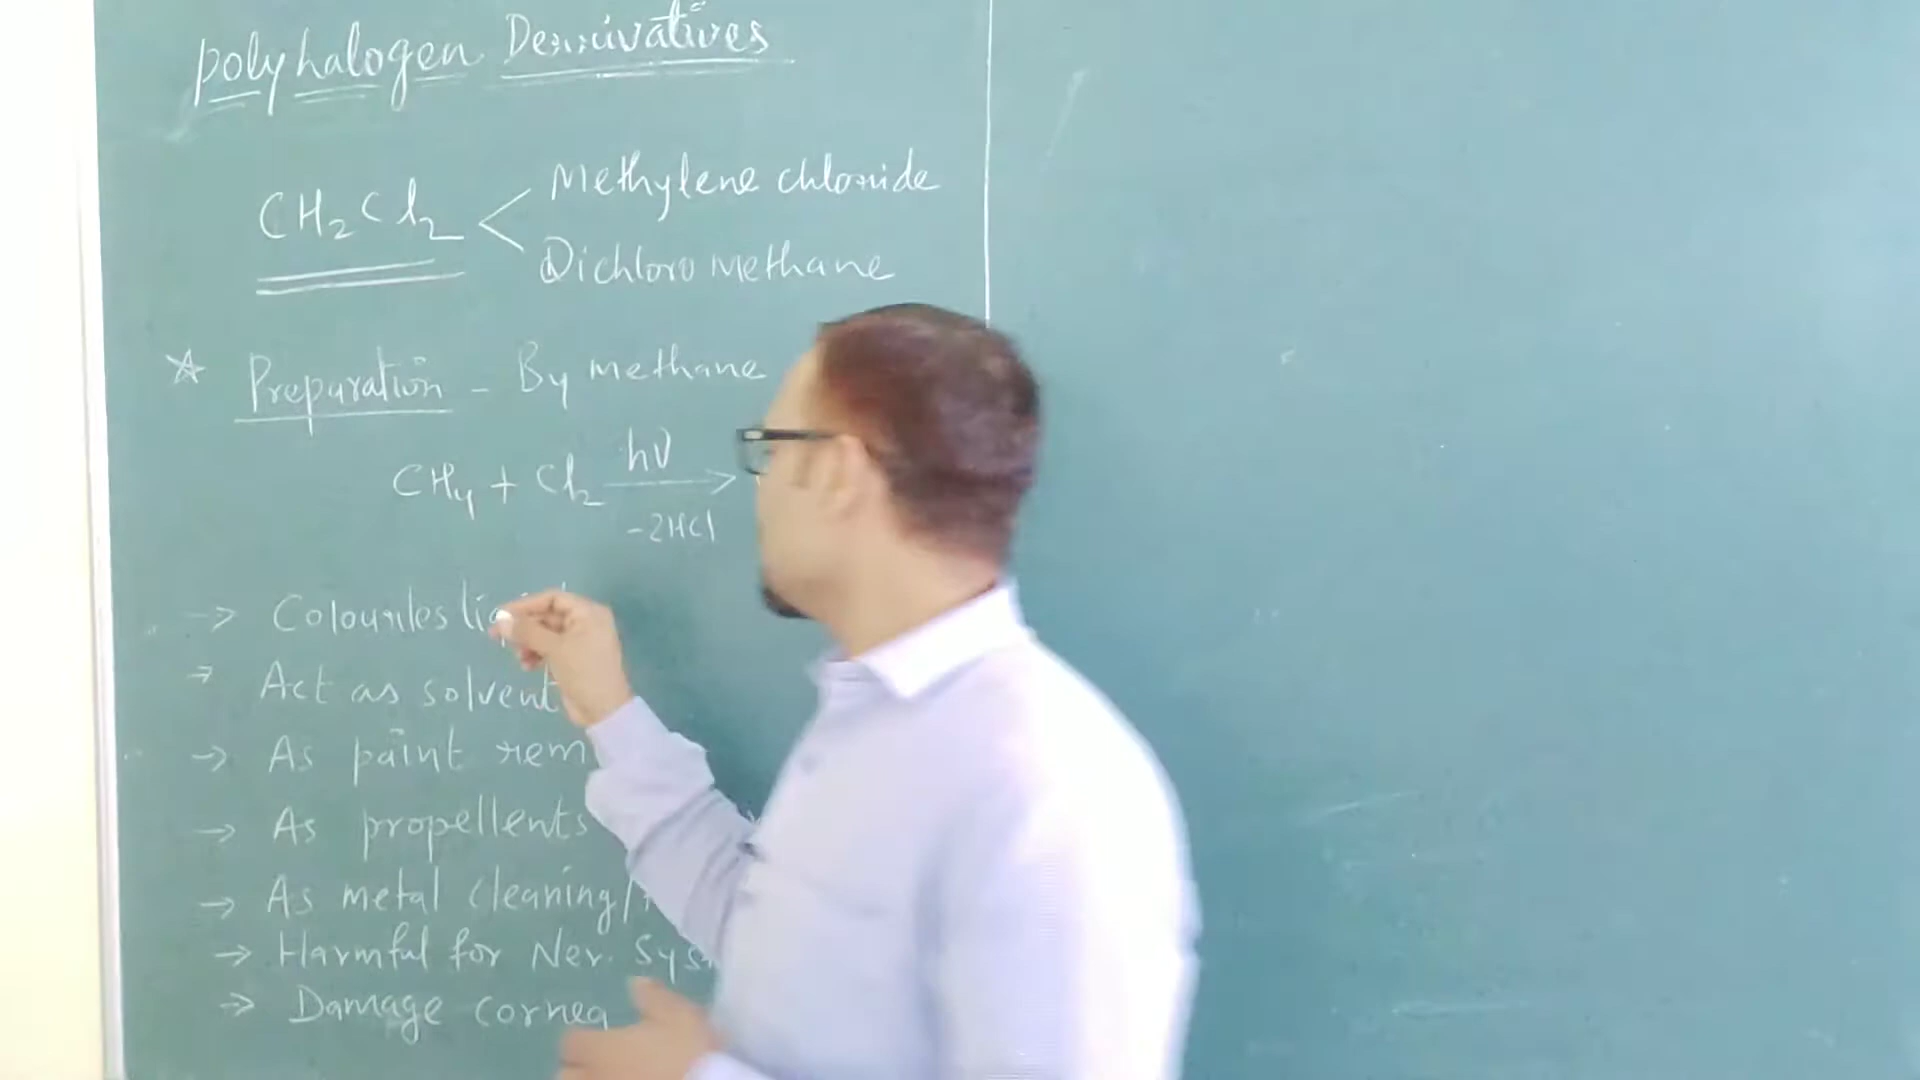 polyhalogen Derivatives
CH2Cl2 < Methylene chloride
Dichloro Methane
☆ Preparation - By methane
CH4 + Cl2 hν → -2HCl
→ Colourles
→ Act as solvent
→ As paint
→ As propellents
→ As metal cleaning/
→ Harmful for Ner.
→ Damage cornea